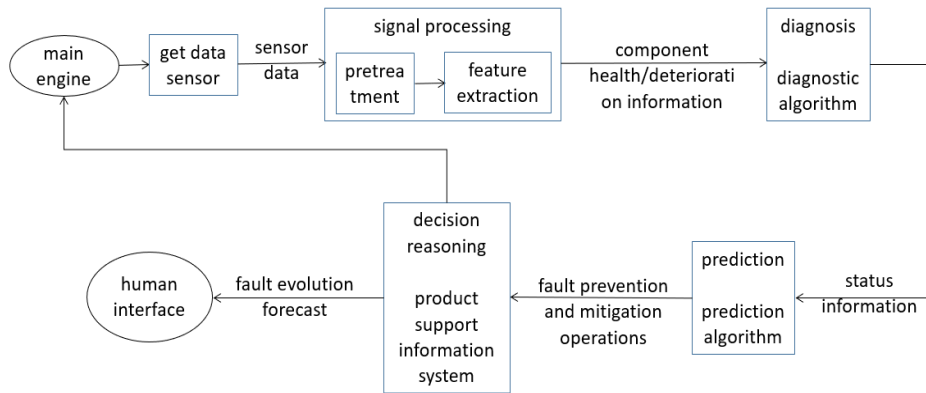 main
engine
get data
sensor
sensor
data
signal processing
pretrea
tment
feature
extraction
component
health/deteriorati
on information
diagnosis
diagnostic
algorithm
status
information
prediction
prediction
algorithm
fault prevention
and mitigation
operations
decision
reasoning
product
support
information
system
fault evolution
forecast
human
interface